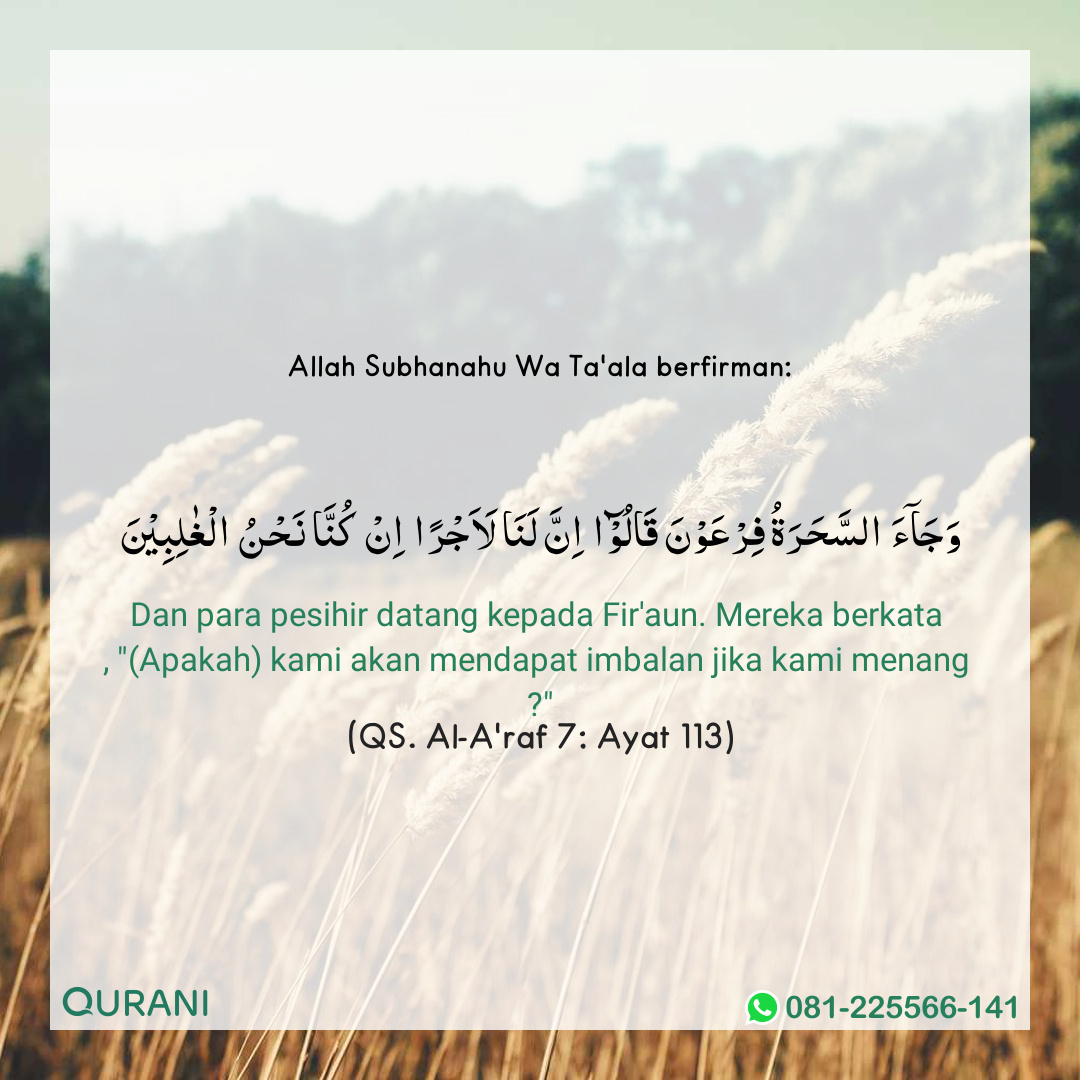 Allah Subhanahu Wa Ta'ala berfirman:
وَجَآءَ السَّحَرَةُ فِرْعَوْنَ قَالُوْۤا اِنَّ لَنَا لَاَجْرًا اِنْ كُنَّا نَحْنُ الْغٰلِبِيْنَ
Dan para pesihir datang kepada Fir'aun. Mereka berkata
, "(Apakah) kami akan mendapat imbalan jika kami menang
?"
(QS. Al-A'raf 7: Ayat 113)
QURANI
081-225566-141